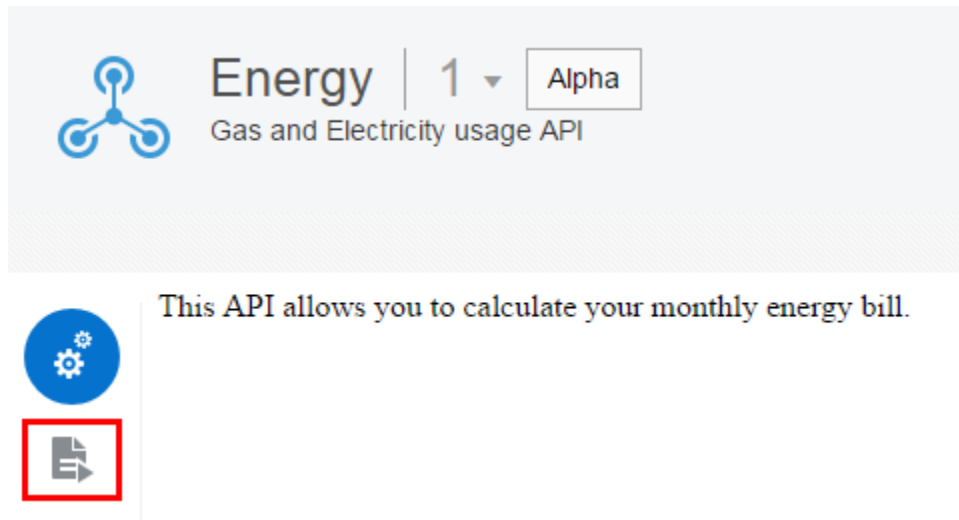 Energy 1 Alpha
Gas and Electricity usage API
This API allows you to calculate your monthly energy bill.